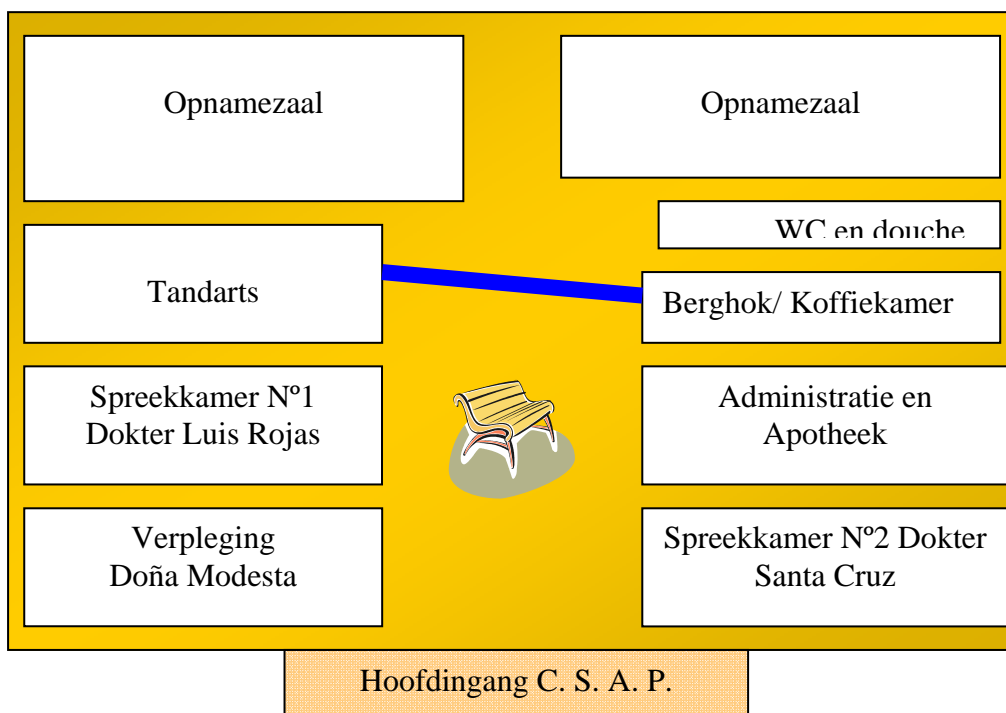 Opnamezaal
Opnamezaal
WC en douche
Tandarts
Berghok/ Koffiekamer
Spreekkamer Nº1
Dokter Luis Rojas
Administratie en
Apotheek
Verpleging
Doña Modesta
Spreekkamer Nº2 Dokter
Santa Cruz
Hoofdingang C. S. A. P.